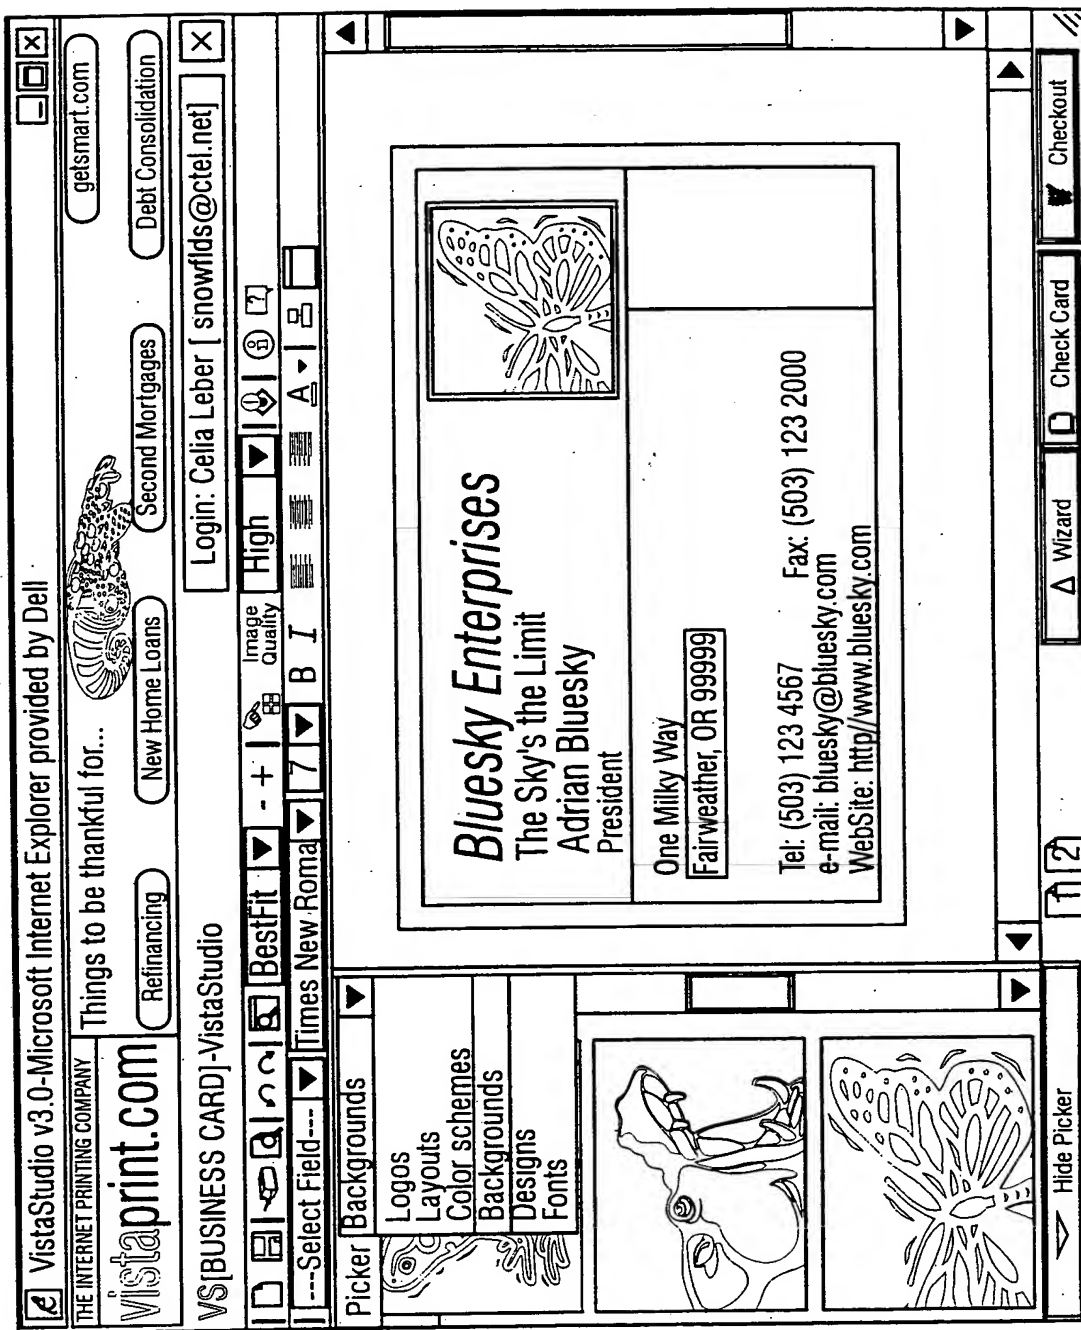 VistaStudio v3.0-Microsoft Internet Explorer provided by Dell
THE INTERNET PRINTING COMPANY
vistaprint.com
Things to be thankful for...
getsmart.com
Refinancing
New Home Loans
Second Mortgages
Debt Consolidation
VS[BUSINESS CARD]-VistaStudio
Login: Celia Leber [ snowflds@ctel.net]
BestFit
- +
Image
Quality
High
----Select Field----
Times New Roma
7
B I
A
Picker
Backgrounds
Logos
Layouts
Color schemes
Backgrounds
Designs
Fonts
Bluesky Enterprises
The Sky's the Limit
Adrian Bluesky
President
One Milky Way
Fairweather, OR 99999
Tel: (503) 123 4567 Fax: (503) 123 2000
e-mail: bluesky@bluesky.com
WebSite: http//www.bluesky.com
Hide Picker
1 2
Wizard
Check Card
Checkout